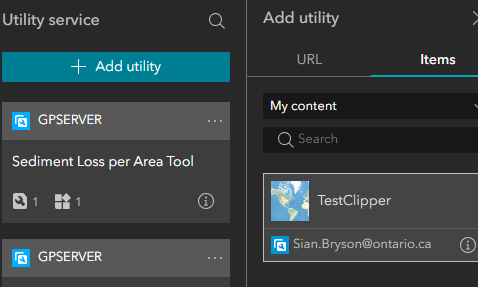 Utility service
Add utility
GPSERVER
Sediment Loss per Area Tool
1 1
GPSERVER
Add utility
URL Items
My content
Search
TestClipper
Sian.Bryson@ontario.ca